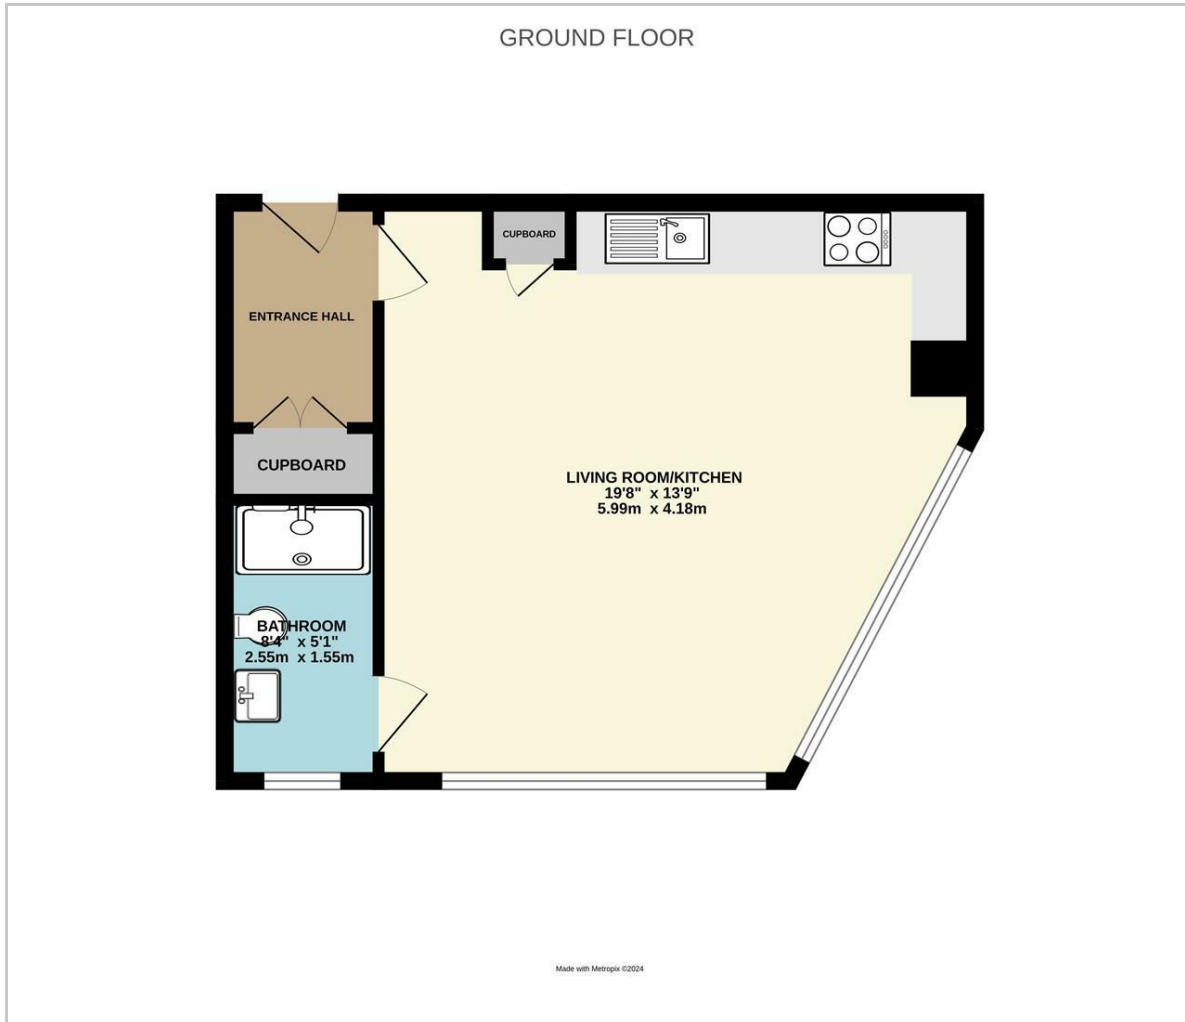 GROUND FLOOR
CUPBOARD
ENTRANCE HALL
CUPBOARD
LIVING ROOM/KITCHEN
19'8" x 13'9"
5.99m x 4.18m
BATHROOM
8'4" x 5'1"
2.55m x 1.55m
Made with Metropix ©2024